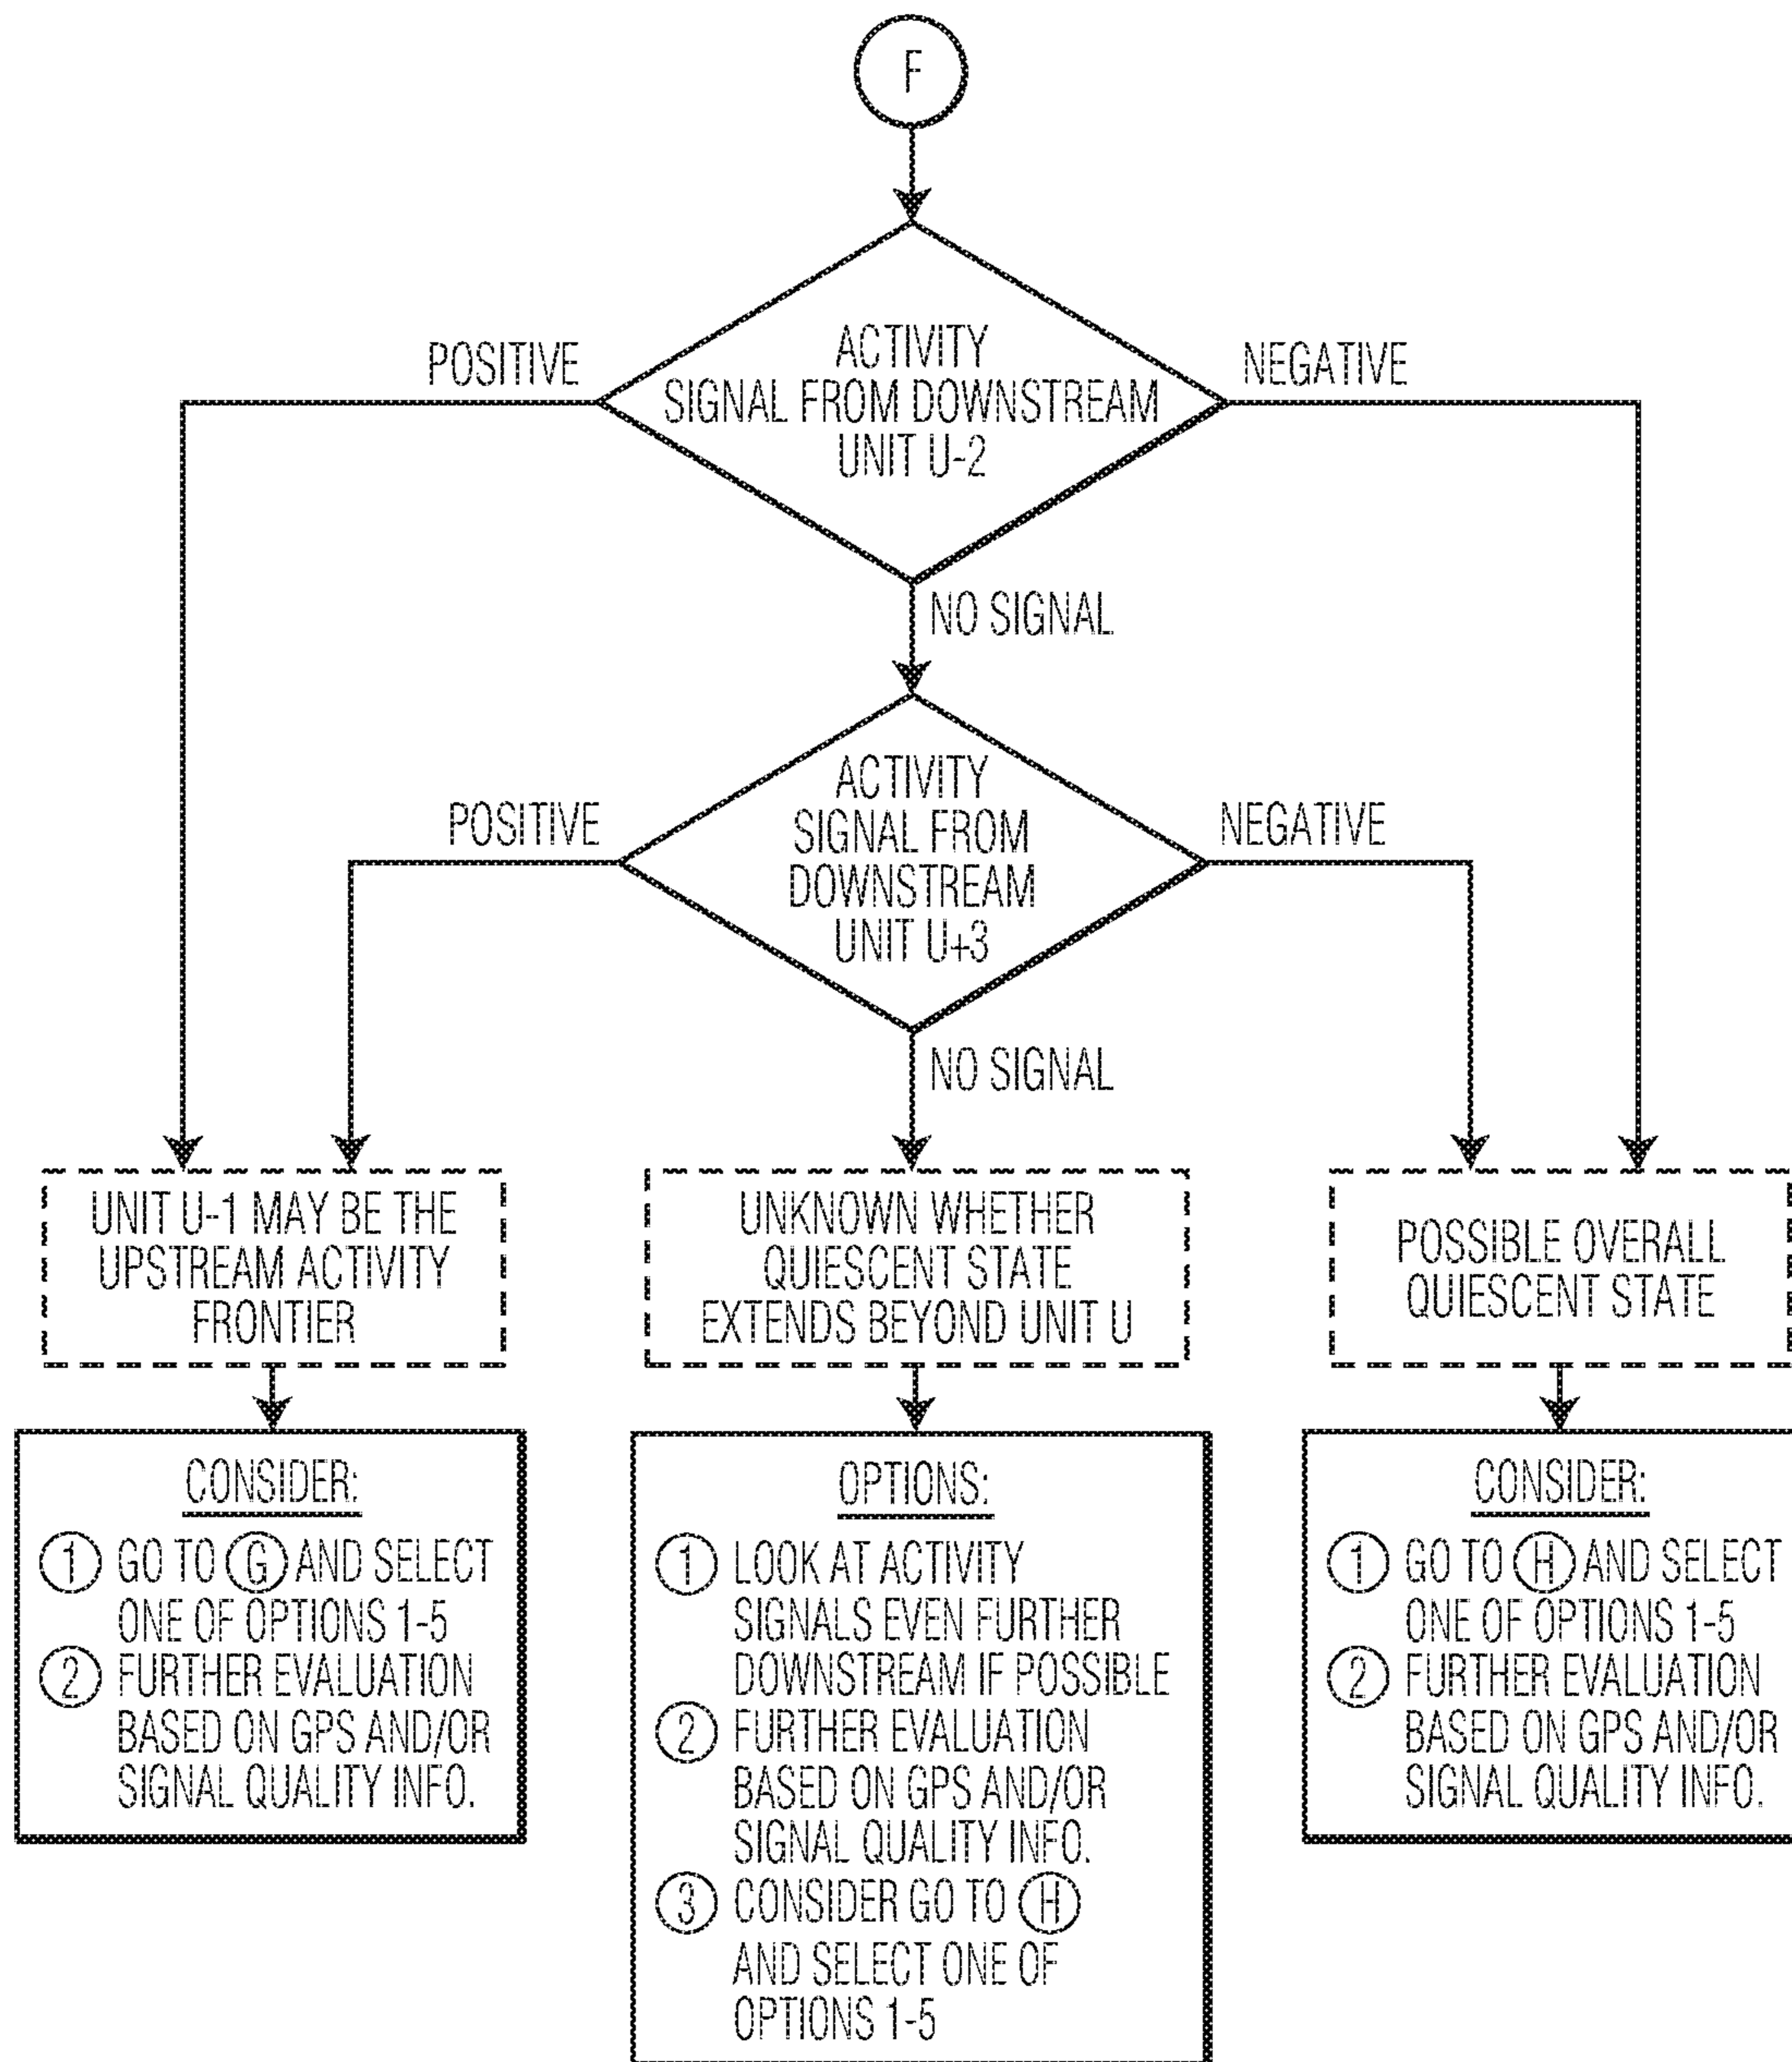 F
ACTIVITY
SIGNAL FROM DOWNSTREAM
UNIT U-2
POSITIVE
NEGATIVE
NO SIGNAL
ACTIVITY
SIGNAL FROM
DOWNSTREAM
UNIT U+3
POSITIVE
NEGATIVE
NO SIGNAL
UNIT U-1 MAY BE THE
UPSTREAM ACTIVITY
FRONTIER
UNKNOWN WHETHER
QUIESCENT STATE
EXTENDS BEYOND UNIT U
POSSIBLE OVERALL
QUIESCENT STATE
CONSIDER:
1 GO TO G AND SELECT
ONE OF OPTIONS 1-5
2 FURTHER EVALUATION
BASED ON GPS AND/OR
SIGNAL QUALITY INFO.
OPTIONS:
1 LOOK AT ACTIVITY
SIGNALS EVEN FURTHER
DOWNSTREAM IF POSSIBLE
2 FURTHER EVALUATION
BASED ON GPS AND/OR
SIGNAL QUALITY INFO.
3 CONSIDER GO TO H
AND SELECT ONE OF
OPTIONS 1-5
CONSIDER:
1 GO TO H AND SELECT
ONE OF OPTIONS 1-5
2 FURTHER EVALUATION
BASED ON GPS AND/OR
SIGNAL QUALITY INFO.